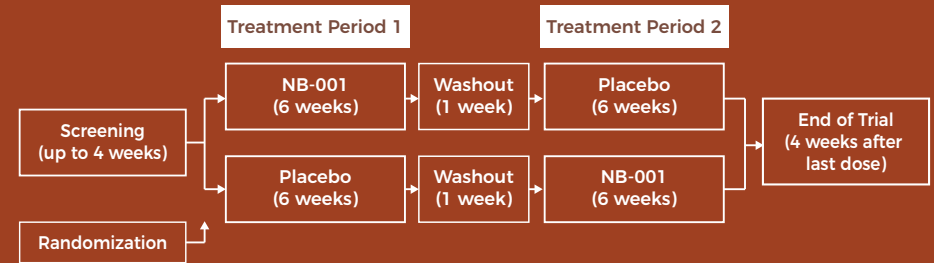 Treatment Period 1
Treatment Period 2
NB-001
(6 weeks)
Washout
(1 week)
Placebo
(6 weeks)
Screening
(up to 4 weeks)
End of Trial
(4 weeks after
last dose)
Placebo
(6 weeks)
Washout
(1 week)
NB-001
(6 weeks)
Randomization